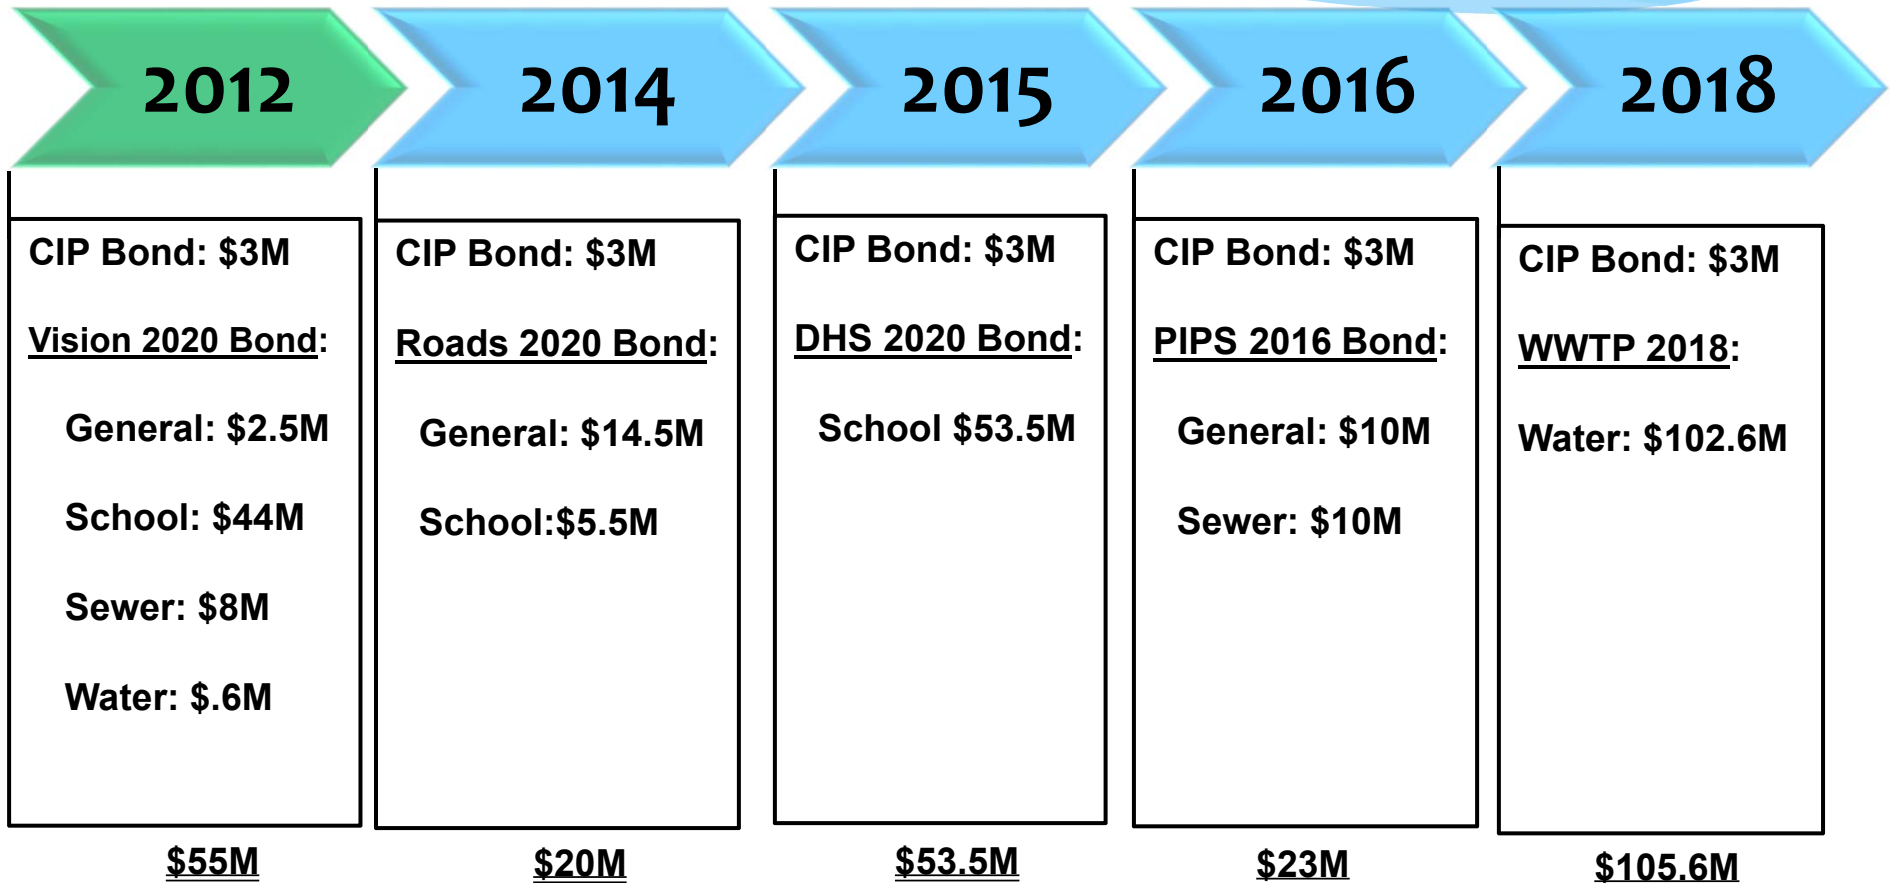 2012
CIP Bond: $3M
Vision 2020 Bond:
General: $2.5M
School: $44M
Sewer: $8M
Water: $.6M
$55M
2014
CIP Bond: $3M
Roads 2020 Bond:
General: $14.5M
School:$5.5M
$20M
2015
CIP Bond: $3M
DHS 2020 Bond:
School $53.5M
$53.5M
2016
CIP Bond: $3M
PIPS 2016 Bond:
General: $10M
Sewer: $10M
$23M
2018
CIP Bond: $3M
WWTP 2018:
Water: $102.6M
$105.6M